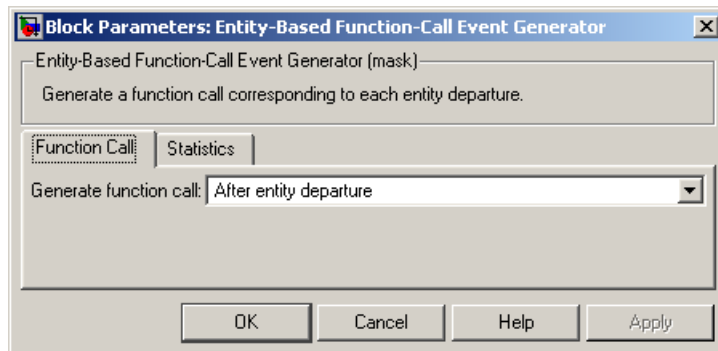 Block Parameters: Entity-Based Function-Call Event Generator
Entity-Based Function-Call Event Generator (mask)
Generate a function call corresponding to each entity departure.
Function Call Statistics
Generate function call: After entity departure
OK Cancel Help Apply